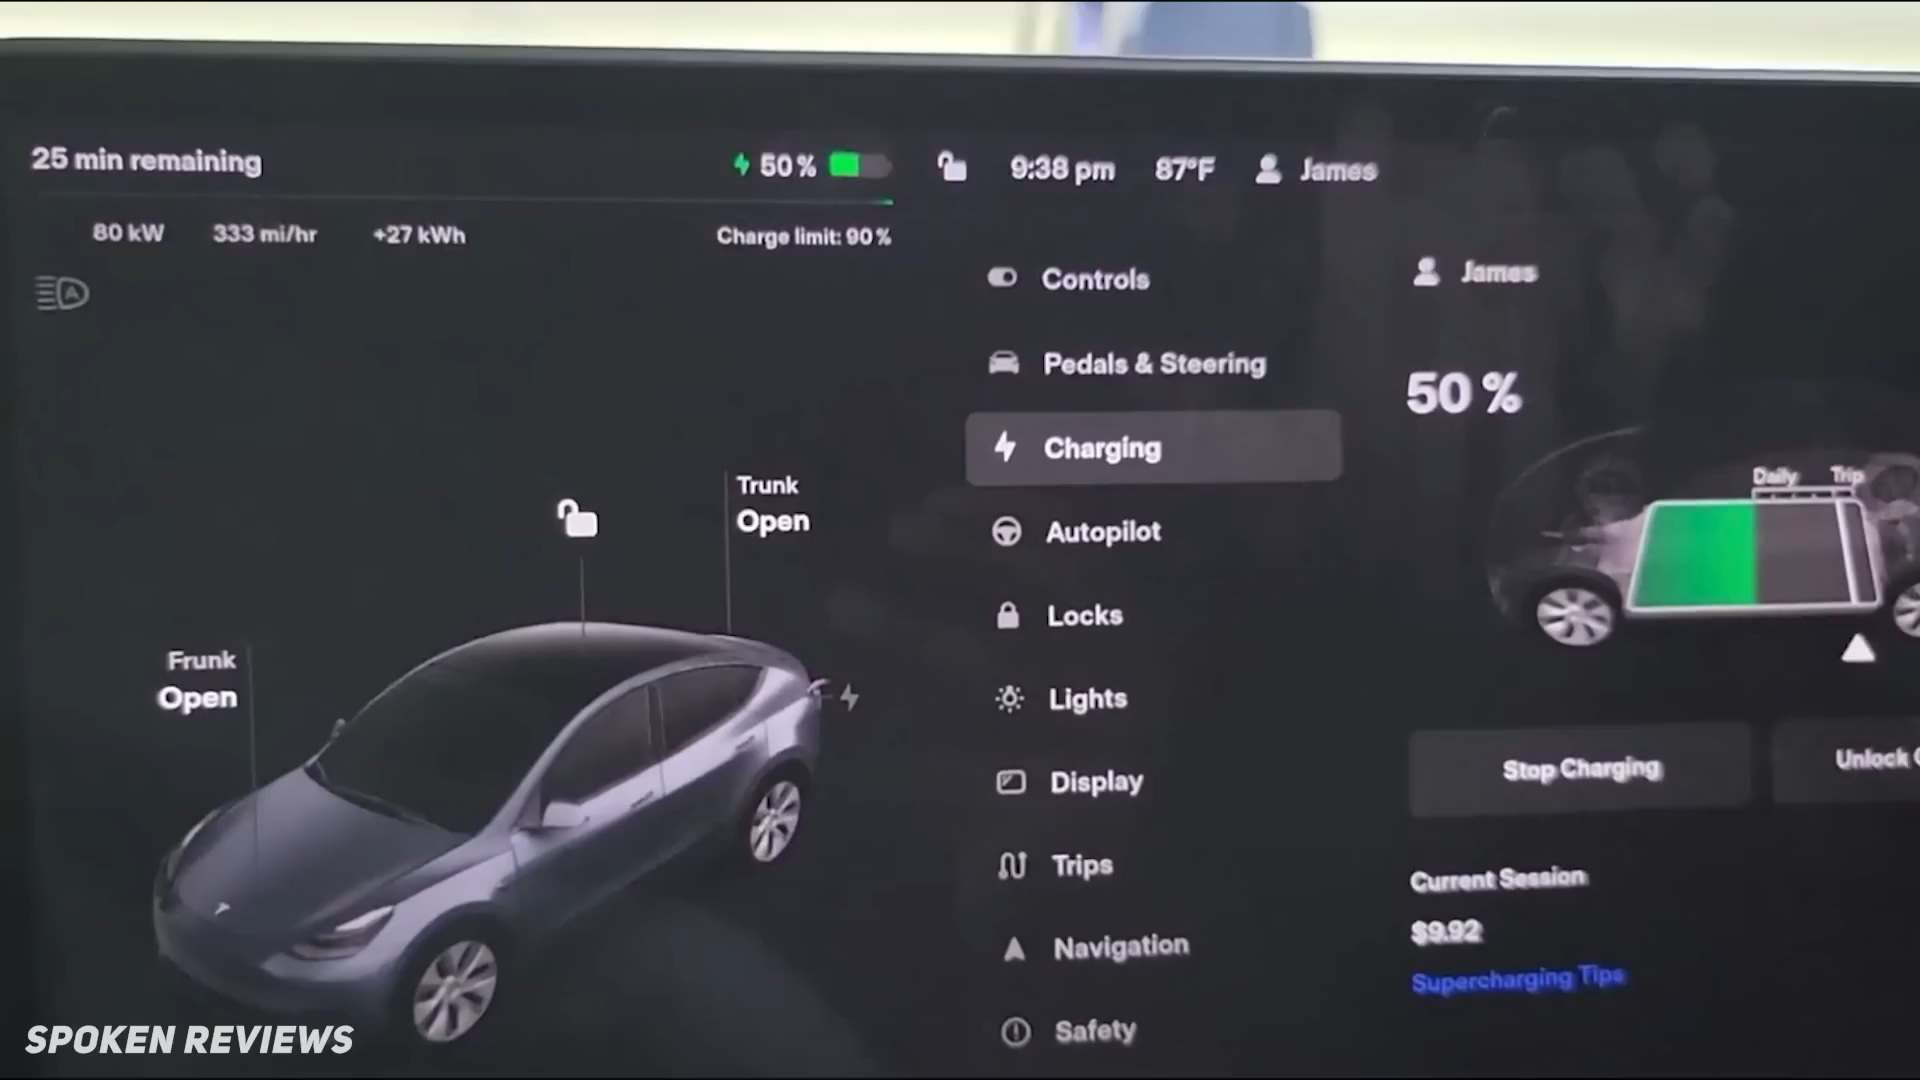 25 min remaining
50%
9:38 pm
87°F
James
80 kW
333 mi/hr
+27 kWh
Charge limit: 90%
Controls
James
Pedals & Steering
50 %
Charging
Daily
Trip
Trunk
Open
Autopilot
Locks
Frunk
Open
Lights
Display
Stop Charging
Unlock
Trips
Current Session
$9.92
Navigation
Supercharging Tips
Safety
SPOKEN REVIEWS